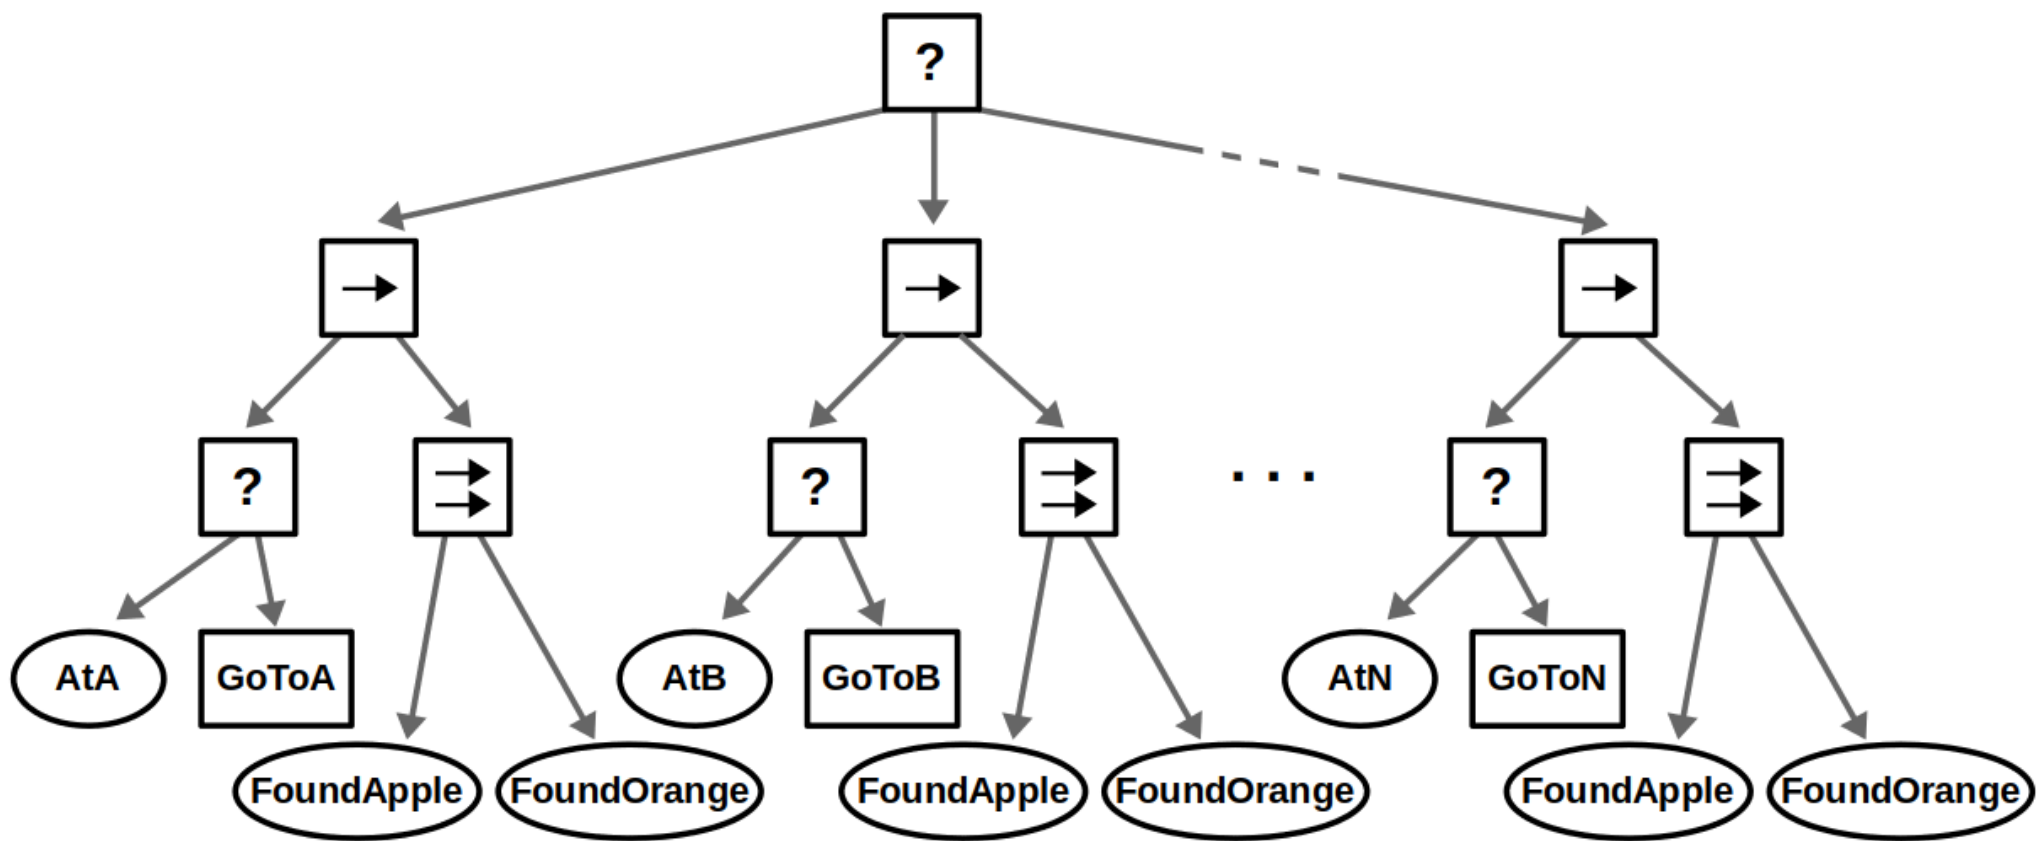 ?
? ? . . . ?
AtA GoToA AtB GoToB AtN GoToN
FoundApple FoundOrange FoundApple FoundOrange FoundApple FoundOrange